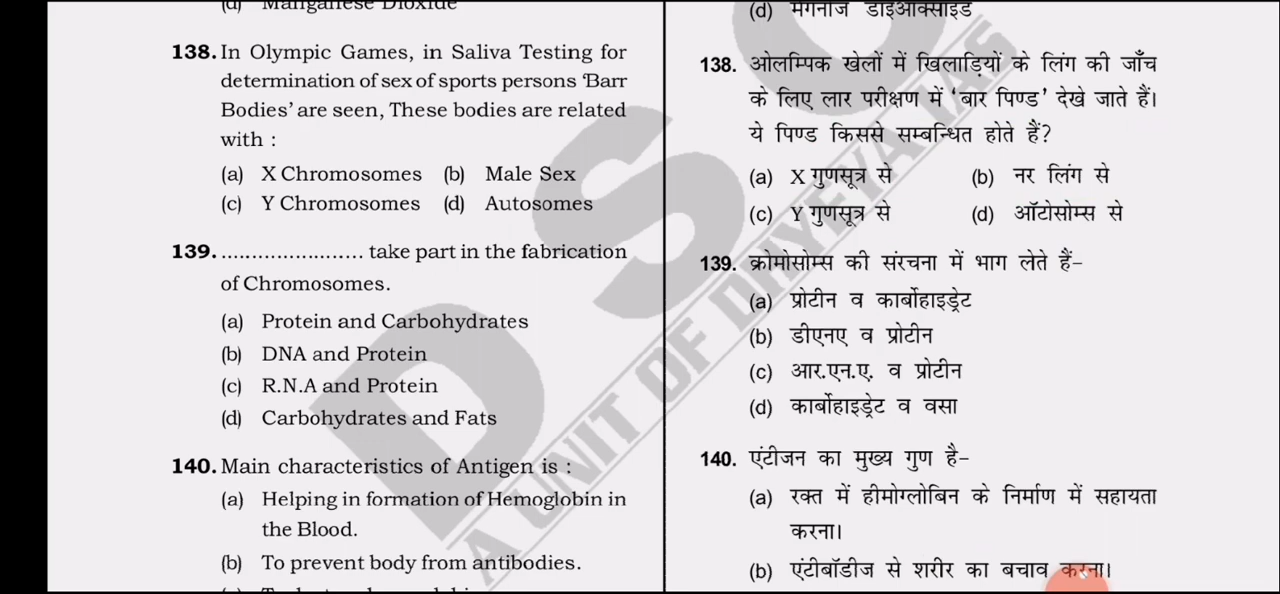 (d) Manganese Dioxide
138. In Olympic Games, in Saliva Testing for
determination of sex of sports persons 'Barr
Bodies' are seen, These bodies are related
with :
(a) X Chromosomes (b) Male Sex
(c) Y Chromosomes (d) Autosomes
139. ....................... take part in the fabrication
of Chromosomes.
(a) Protein and Carbohydrates
(b) DNA and Protein
(c) R.N.A and Protein
(d) Carbohydrates and Fats
140. Main characteristics of Antigen is :
(a) Helping in formation of Hemoglobin in
the Blood.
(b) To prevent body from antibodies.
(d) मैगनीज डाइऑक्साइड
138. ओलम्पिक खेलों में खिलाड़ियों के लिंग की जाँच
के लिए लार परीक्षण में 'बार पिण्ड' देखे जाते हैं।
ये पिण्ड किससे सम्बन्धित होते हैं?
(a) X गुणसूत्र से (b) नर लिंग से
(c) Y गुणसूत्र से (d) ऑटोसोम्स से
139. क्रोमोसोम्स की संरचना में भाग लेते हैं-
(a) प्रोटीन व कार्बोहाइड्रेट
(b) डीएनए व प्रोटीन
(c) आर.एन.ए. व प्रोटीन
(d) कार्बोहाइड्रेट व वसा
140. एंटीजन का मुख्य गुण है-
(a) रक्त में हीमोग्लोबिन के निर्माण में सहायता
करना।
(b) एंटीबॉडीज से शरीर का बचाव करना।
DSC
A UNIT OF DHYEYA IAS